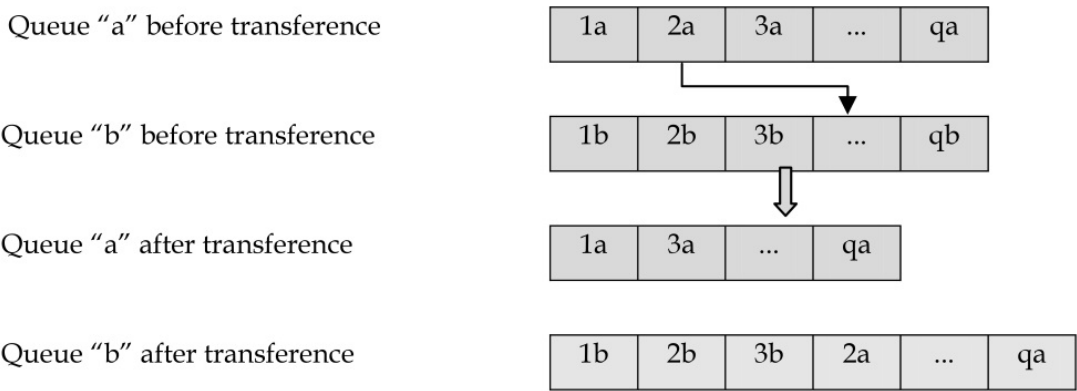 Queue “a” before transference 1a 2a 3a ... qa
Queue “b” before transference 1b 2b 3b ... qb
Queue “a” after transference 1a 3a ... qa
Queue “b” after transference 1b 2b 3b 2a ... qa